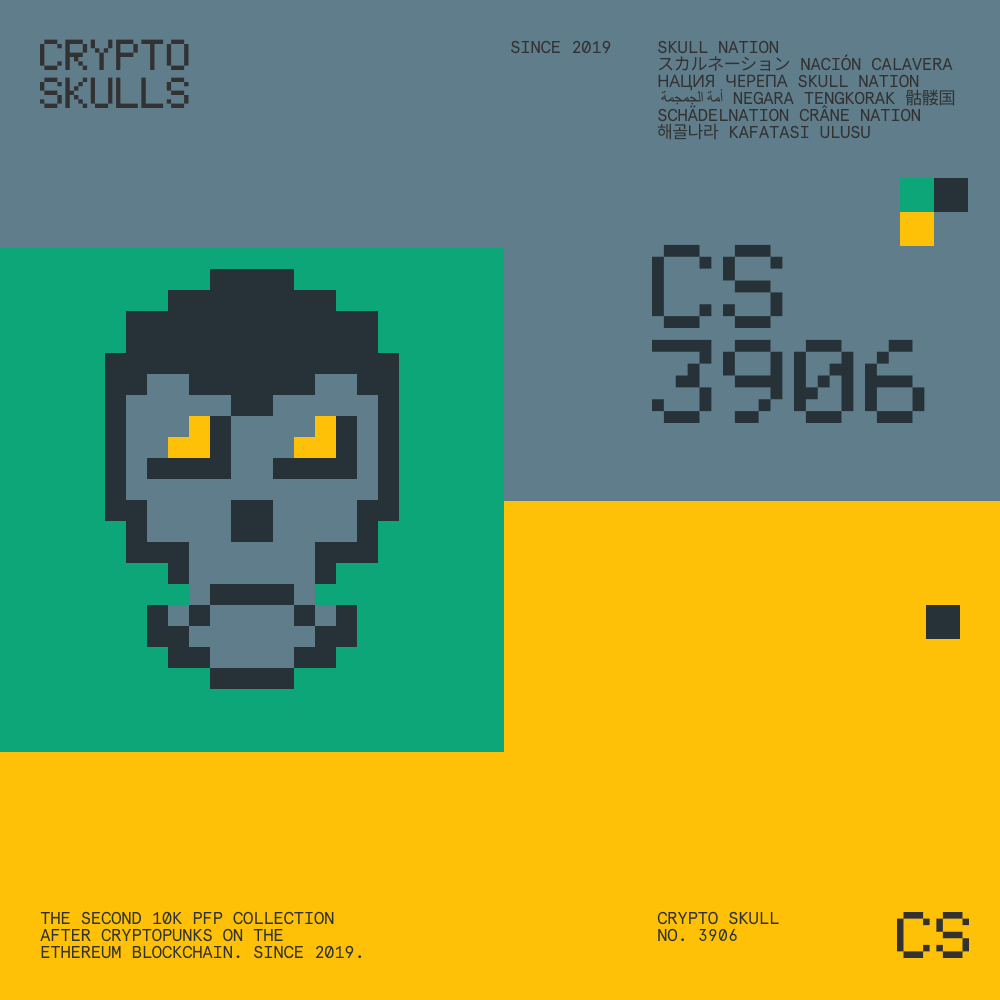 CRYPTO
SKULLS
SINCE 2019
SKULL NATION
スカルネーション NACIÓN CALAVERA
НАЦИЯ ЧЕРЕПА SKULL NATION
أمة الجمجمة NEGARA TENGKORAK 骷髅国
SCHÄDELNATION CRÂNE NATION
해골나라 KAFATASI ULUSU
CS
3906
THE SECOND 10K PFP COLLECTION
AFTER CRYPTOPUNKS ON THE
ETHEREUM BLOCKCHAIN. SINCE 2019.
CRYPTO SKULL
NO. 3906
CS